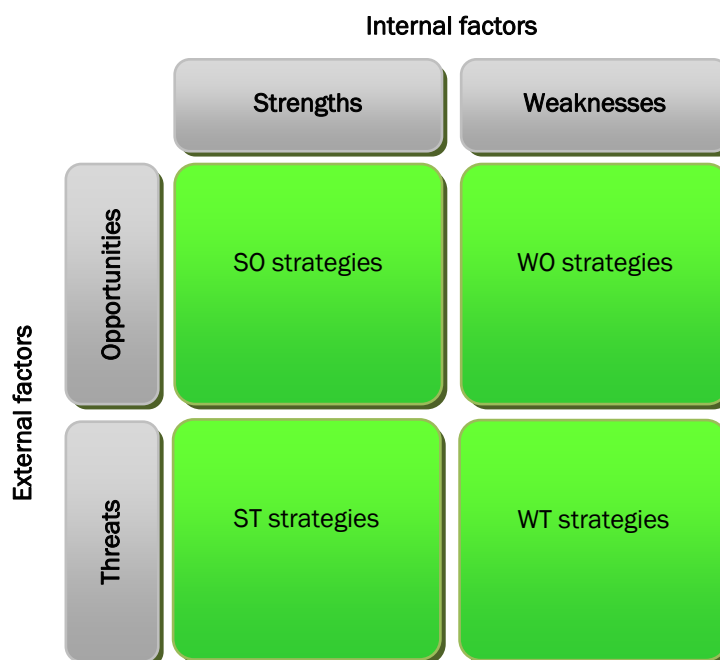 Internal factors
Strengths
Weaknesses
External factors
Opportunities
SO strategies
WO strategies
Threats
ST strategies
WT strategies